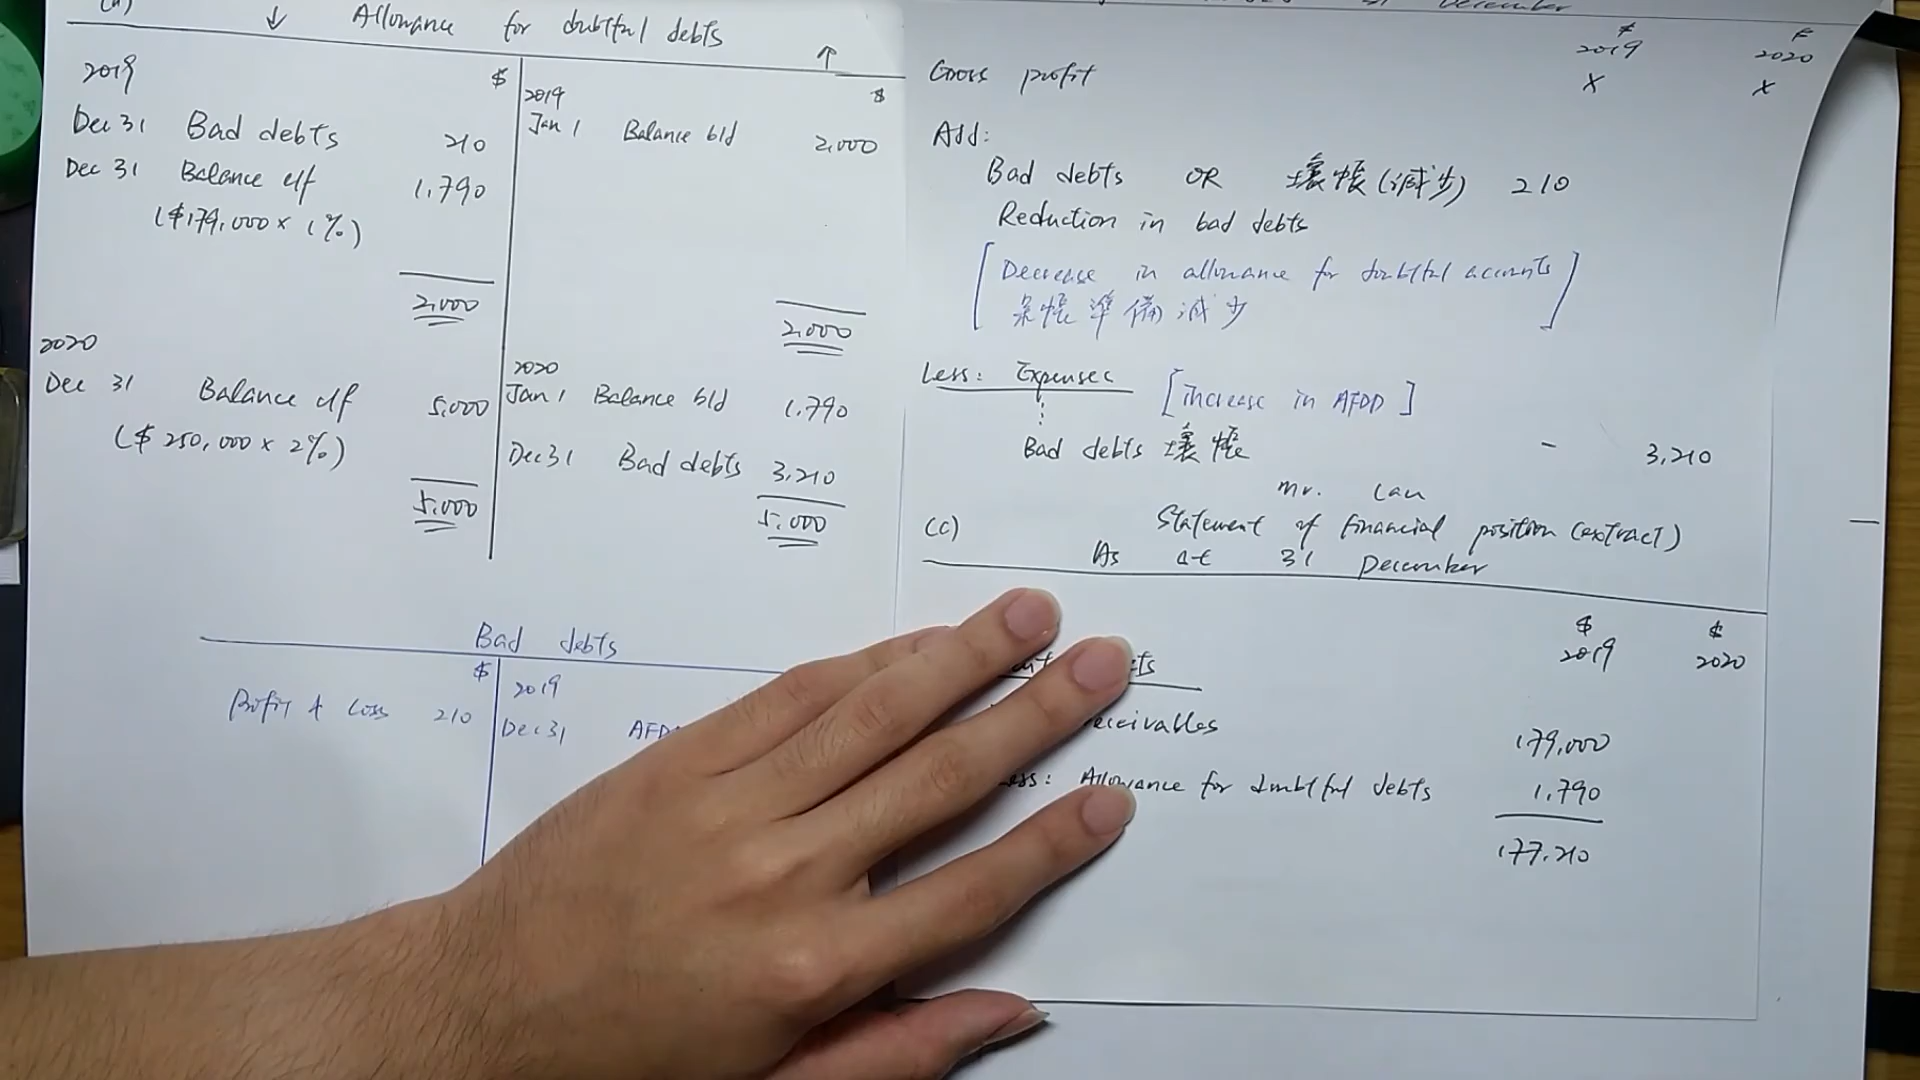 (a) Allowance for doubtful debts
↓ ↑
2019 $
Dec 31 Bad debts 210
Dec 31 Balance c/f 1,790
($179,000 x 1%)
2,000
2019 $
Jan 1 Balance b/d 2,000
2,000
2020
Dec 31 Balance c/f 5,000
($ 250,000 x 2%)
5,000
2020
Jan 1 Balance b/d 1,790
Dec 31 Bad debts 3,210
5,000
Bad debts
$
Profit & Loss 210
2019
Dec 31
31 December
$ $
2019 2020
Gross profit x x
Add:
Bad debts OR 壞帳(減少) 210
Reduction in bad debts
[Decrease in allowance for doubtful accounts
呆帳準備減少]
Less: Expenses [Increase in AFDD]
Bad debts 壞帳 - 3,210
Mr. Lau
(c) Statement of financial position (extract)
As at 31 December
$ $
2019 2020
179,000
Less: Allowance for doubtful debts 1,790
177,210